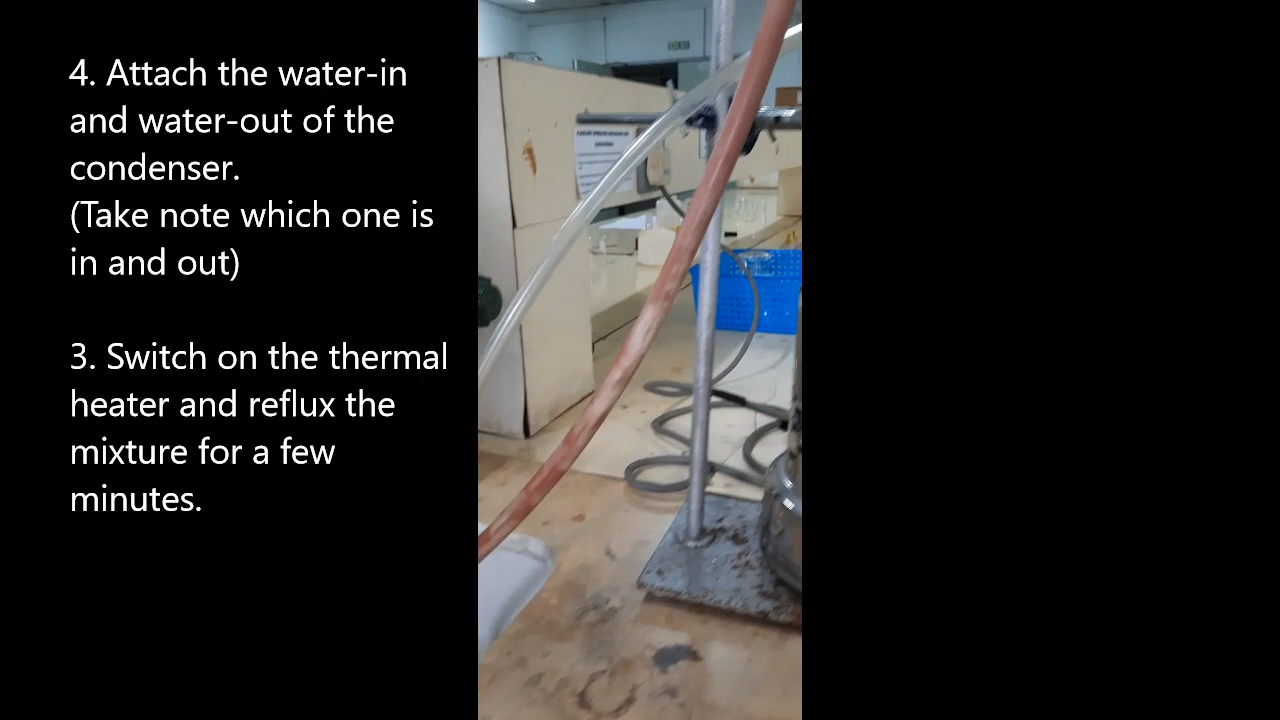 4. Attach the water-in
and water-out of the
condenser.
(Take note which one is
in and out)
3. Switch on the thermal
heater and reflux the
mixture for a few
minutes.